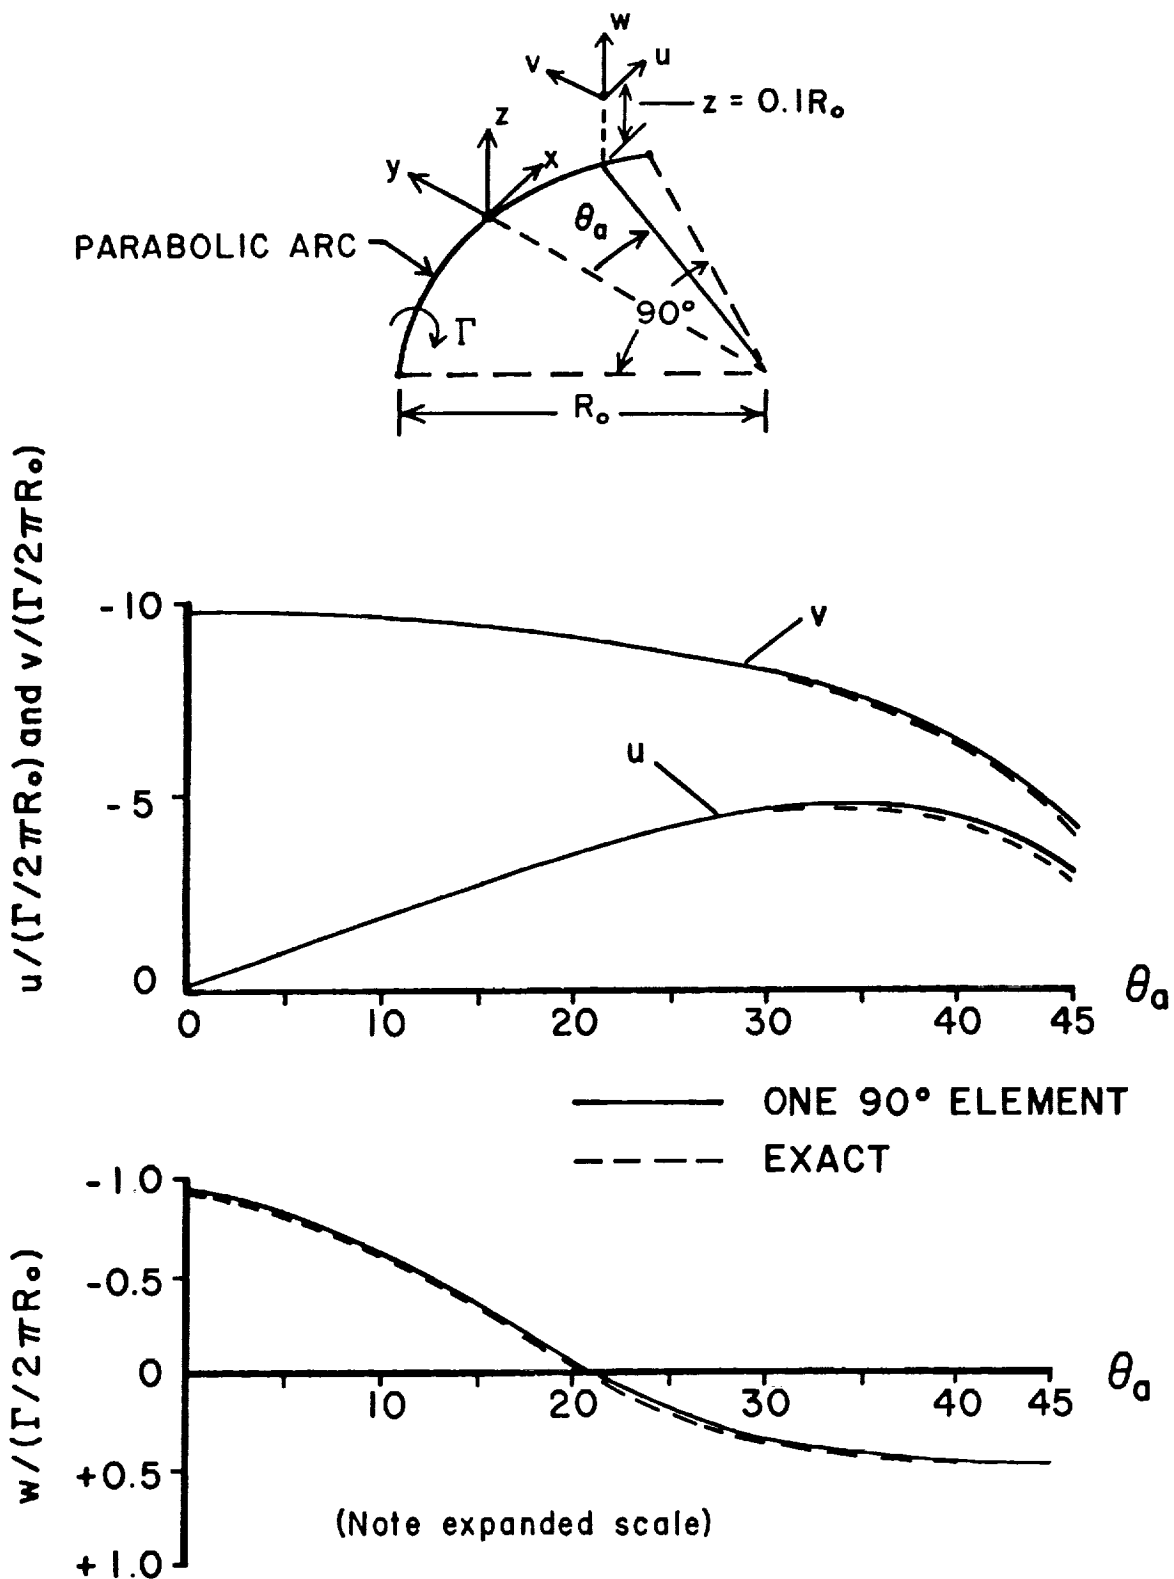 w
v
u
z = 0.1R₀
z
y
x
θₐ
PARABOLIC ARC
90°
Γ
R₀
u/(Γ/2πR₀) and v/(Γ/2πR₀)
-10
v
u
-5
0
θₐ
0 10 20 30 40 45
ONE 90° ELEMENT
EXACT
w/(Γ/2πR₀)
-1.0
-0.5
0
θₐ
10 20 30 40 45
+0.5
(Note expanded scale)
+1.0